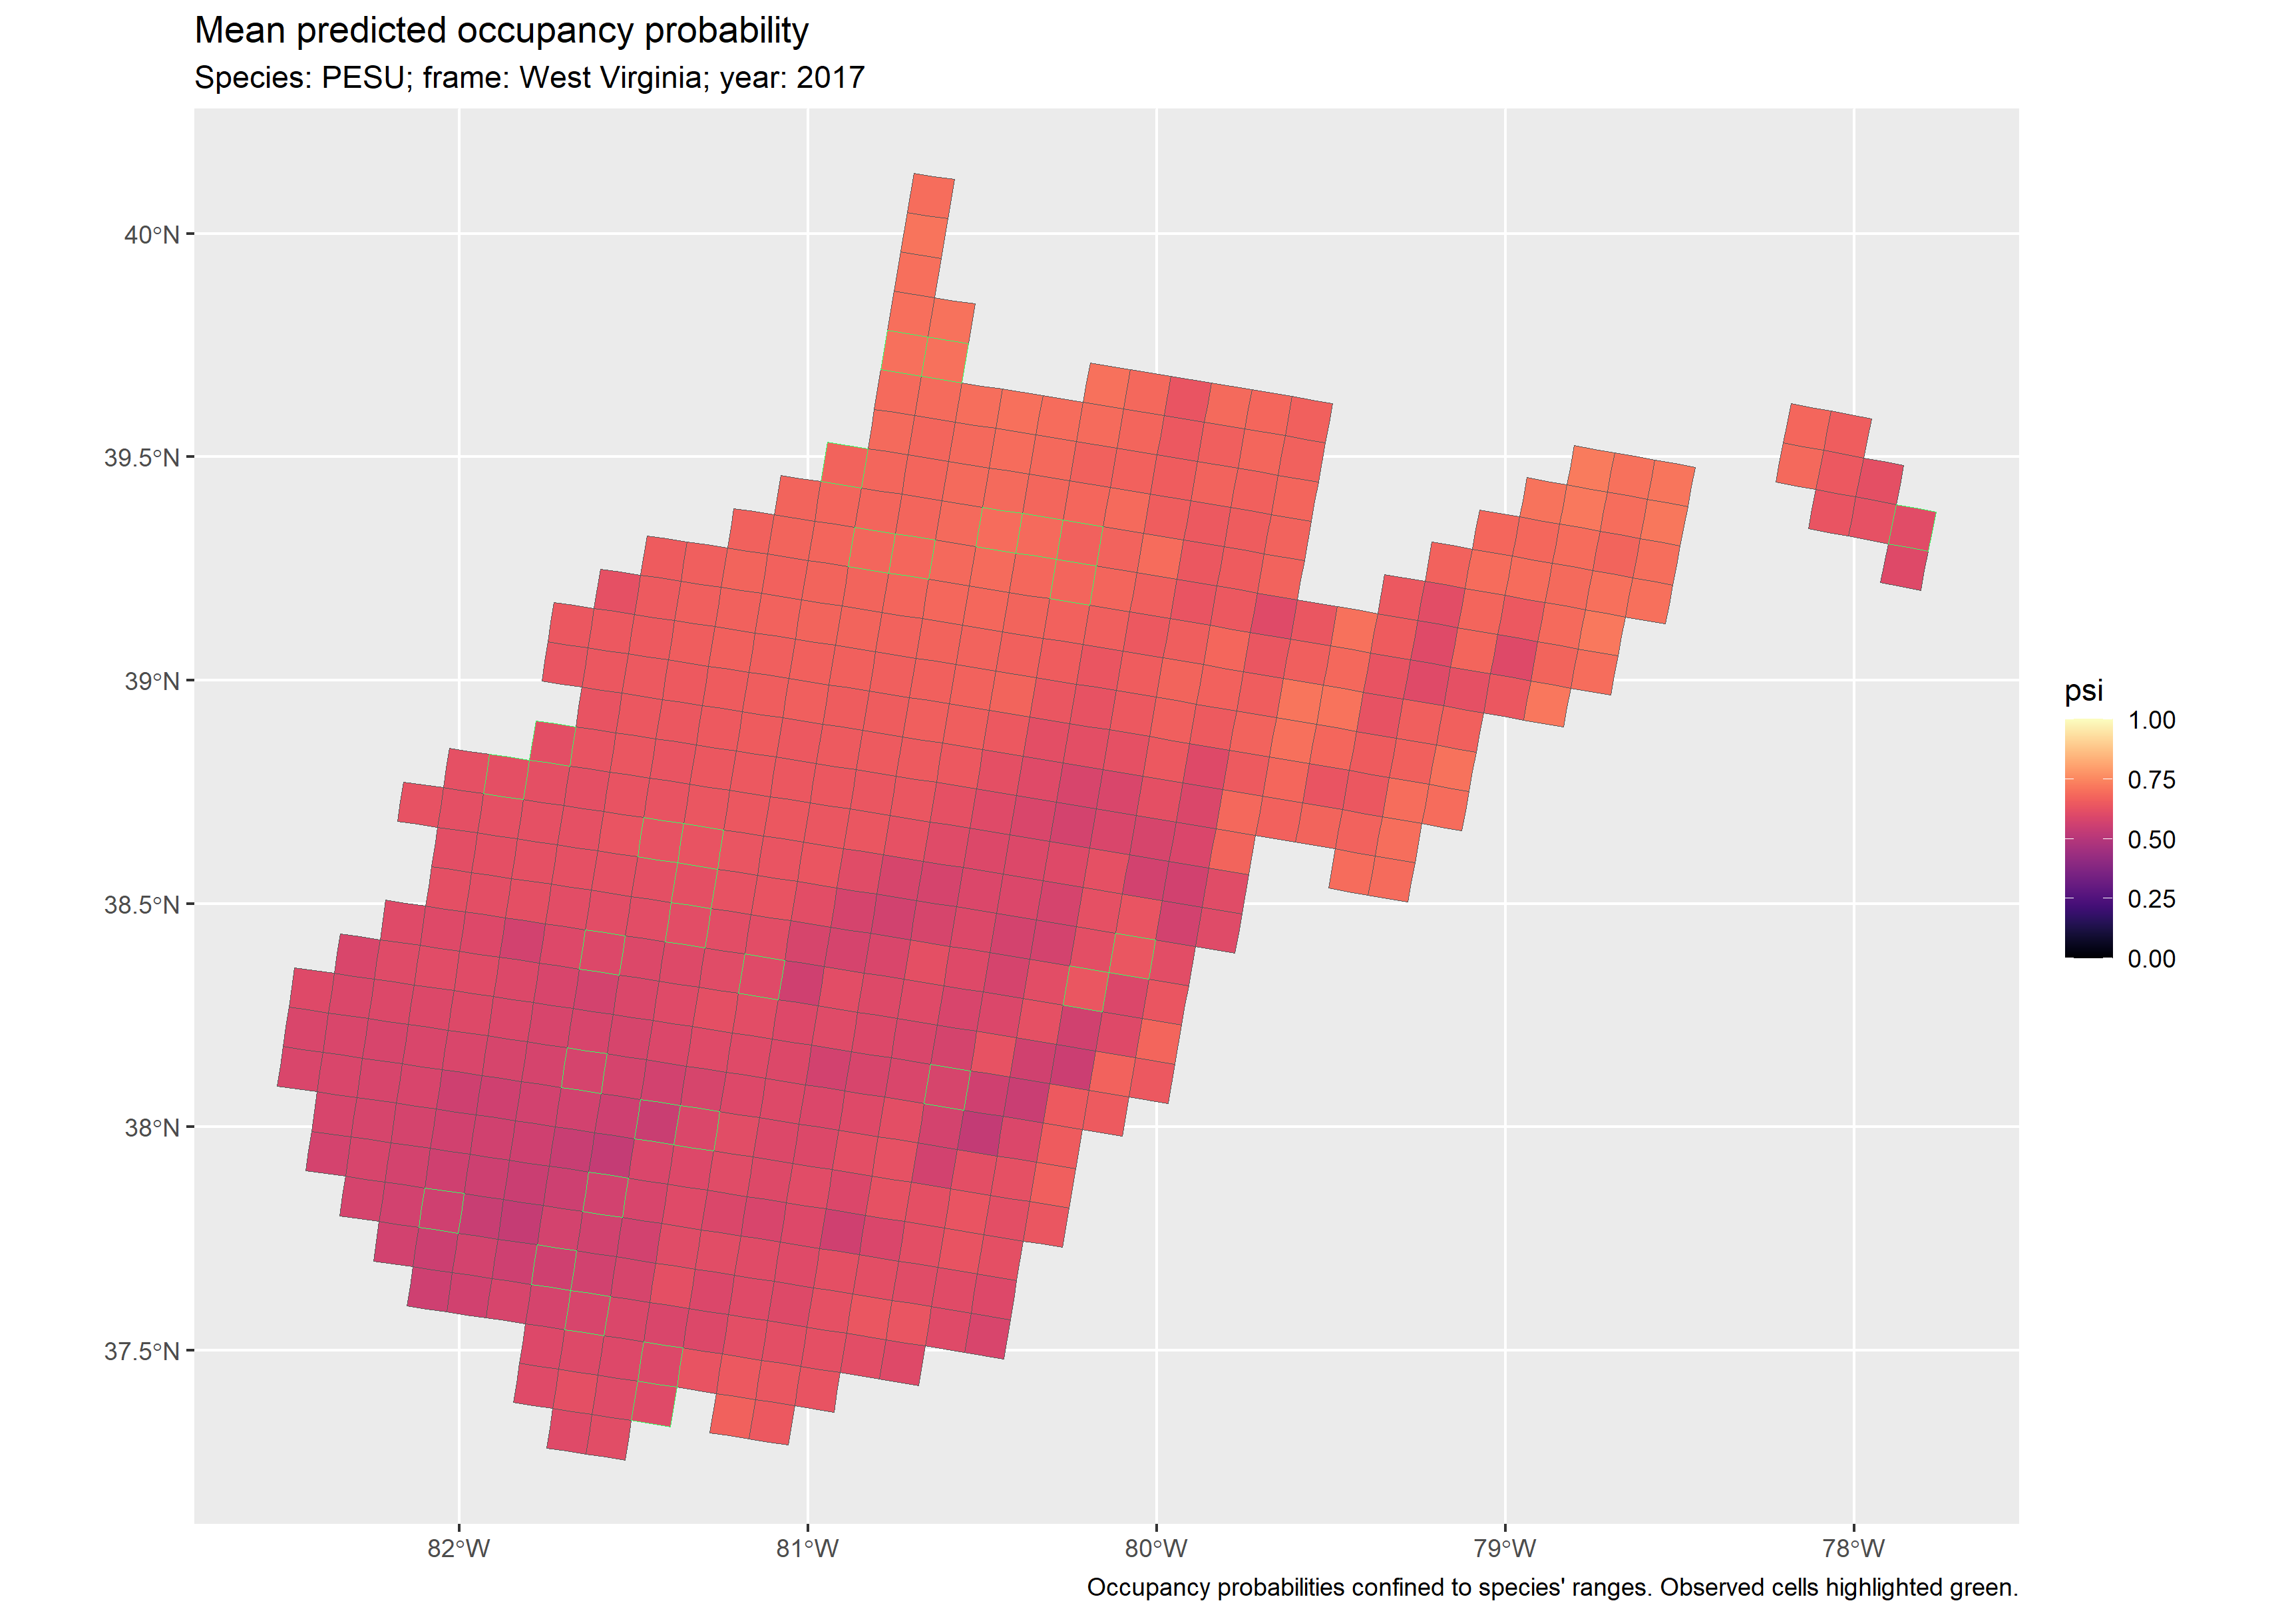 Mean predicted occupancy probability
Species: PESU; frame: West Virginia; year: 2017
40°N
39.5°N
39°N
38.5°N
38°N
37.5°N
82°W
81°W
80°W
79°W
78°W
psi
1.00
0.75
0.50
0.25
0.00
Occupancy probabilities confined to species' ranges. Observed cells highlighted green.